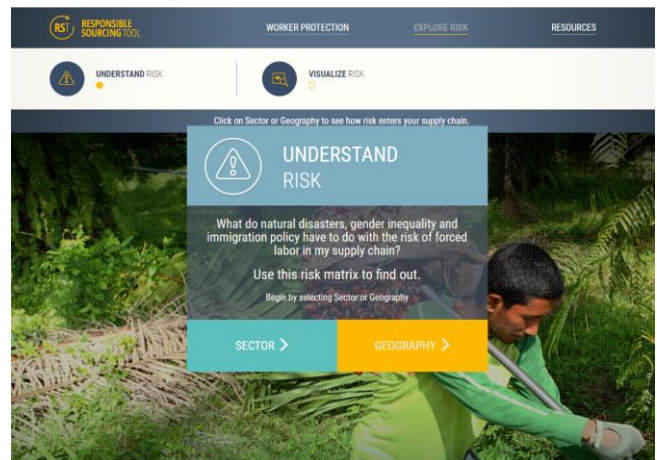 RST RESPONSIBLE
SOURCING TOOL
WORKER PROTECTION
EXPLORE RISK
RESOURCES
UNDERSTAND RISK
VISUALIZE RISK
Click on Sector or Geography to see how risk enters your supply chain.
UNDERSTAND
RISK
What do natural disasters, gender inequality and
immigration policy have to do with the risk of forced
labor in my supply chain?
Use this risk matrix to find out.
Begin by selecting Sector or Geography
SECTOR
GEOGRAPHY